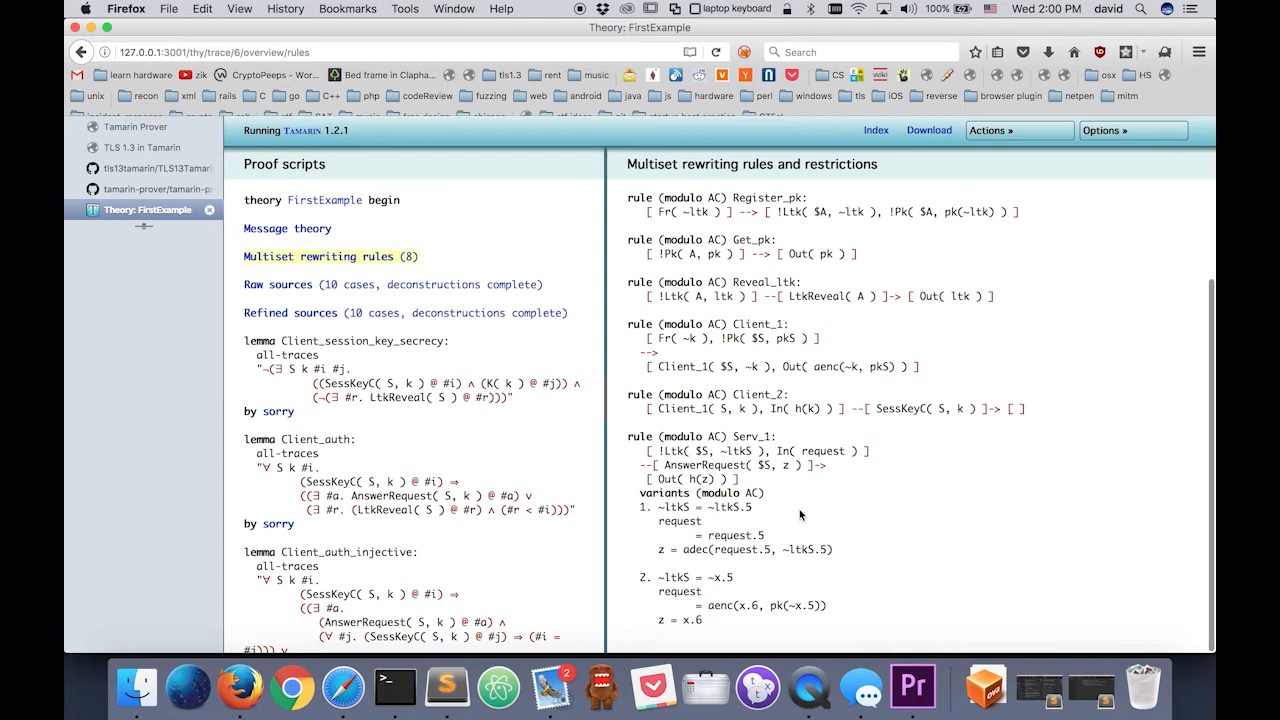 Firefox File Edit View History Bookmarks Tools Window Help laptop keyboard 100% Wed 2:00 PM david
Theory: FirstExample
127.0.0.1:3001/thy/trace/6/overview/rules Search
learn hardware zik CryptoPeeps - Wor... Bed frame in Clapha... tls1.3 rent music CS wiki osx HS
unix recon xml rails C go C++ php codeReview fuzzing web android java js hardware perl windows tls iOS reverse browser plugin netpen mitm
Tamarin Prover
TLS 1.3 in Tamarin
tls13tamarin/TLS13Tamari
tamarin-prover/tamarin-p
Theory: FirstExample
Running TAMARIN 1.2.1 Index Download Actions » Options »
Proof scripts
theory FirstExample begin
Message theory
Multiset rewriting rules (8)
Raw sources (10 cases, deconstructions complete)
Refined sources (10 cases, deconstructions complete)
lemma Client_session_key_secrecy:
all-traces
"¬(∃ S k #i #j.
((SessKeyC( S, k ) @ #i) ∧ (K( k ) @ #j)) ∧
(¬(∃ #r. LtkReveal( S ) @ #r)))"
by sorry
lemma Client_auth:
all-traces
"∀ S k #i.
(SessKeyC( S, k ) @ #i) ⇒
((∃ #a. AnswerRequest( S, k ) @ #a) ∨
(∃ #r. (LtkReveal( S ) @ #r) ∧ (#r < #i)))"
by sorry
lemma Client_auth_injective:
all-traces
"∀ S k #i.
(SessKeyC( S, k ) @ #i) ⇒
((∃ #a.
(AnswerRequest( S, k ) @ #a) ∧
(∀ #j. (SessKeyC( S, k ) @ #j) ⇒ (#i =
#j))) ∨
Multiset rewriting rules and restrictions
rule (modulo AC) Register_pk:
[ Fr( ~ltk ) ] --> [ !Ltk( $A, ~ltk ), !Pk( $A, pk(~ltk) ) ]
rule (modulo AC) Get_pk:
[ !Pk( A, pk ) ] --> [ Out( pk ) ]
rule (modulo AC) Reveal_ltk:
[ !Ltk( A, ltk ) ] --[ LtkReveal( A ) ]-> [ Out( ltk ) ]
rule (modulo AC) Client_1:
[ Fr( ~k ), !Pk( $S, pkS ) ]
-->
[ Client_1( $S, ~k ), Out( aenc(~k, pkS) ) ]
rule (modulo AC) Client_2:
[ Client_1( S, k ), In( h(k) ) ] --[ SessKeyC( S, k ) ]-> [ ]
rule (modulo AC) Serv_1:
[ !Ltk( $S, ~ltkS ), In( request ) ]
--[ AnswerRequest( $S, z ) ]->
[ Out( h(z) ) ]
variants (modulo AC)
1. ~ltkS = ~ltkS.5
request
= request.5
z = adec(request.5, ~ltkS.5)
2. ~ltkS = ~x.5
request
= aenc(x.6, pk(~x.5))
z = x.6
2
Pr
ova